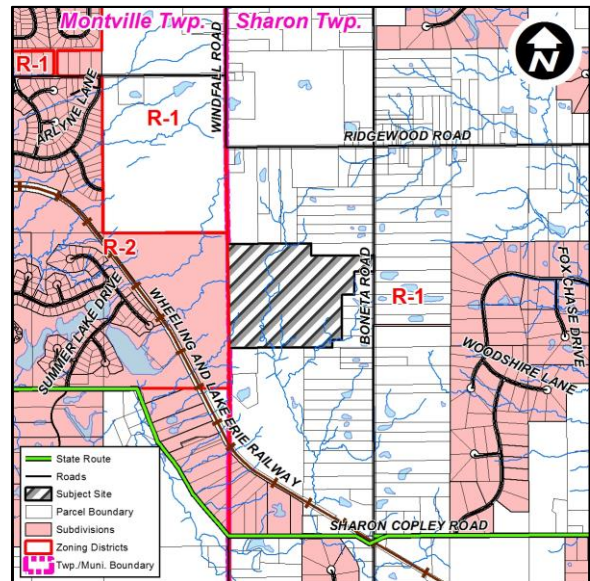 Montville Twp.
Sharon Twp.
R-1
ARLYNE LANE
R-1
WINDFALL ROAD
N
RIDGEWOOD ROAD
R-2
SUMMER LAKE DRIVE
WHEELING AND LAKE ERIE RAILWAY
BONETA ROAD
R-1
FOX CHASE DRIVE
WOODSHIRE LANE
SHARON COPLEY ROAD
State Route
Roads
Subject Site
Parcel Boundary
Subdivisions
Zoning Districts
Twp./Muni. Boundary